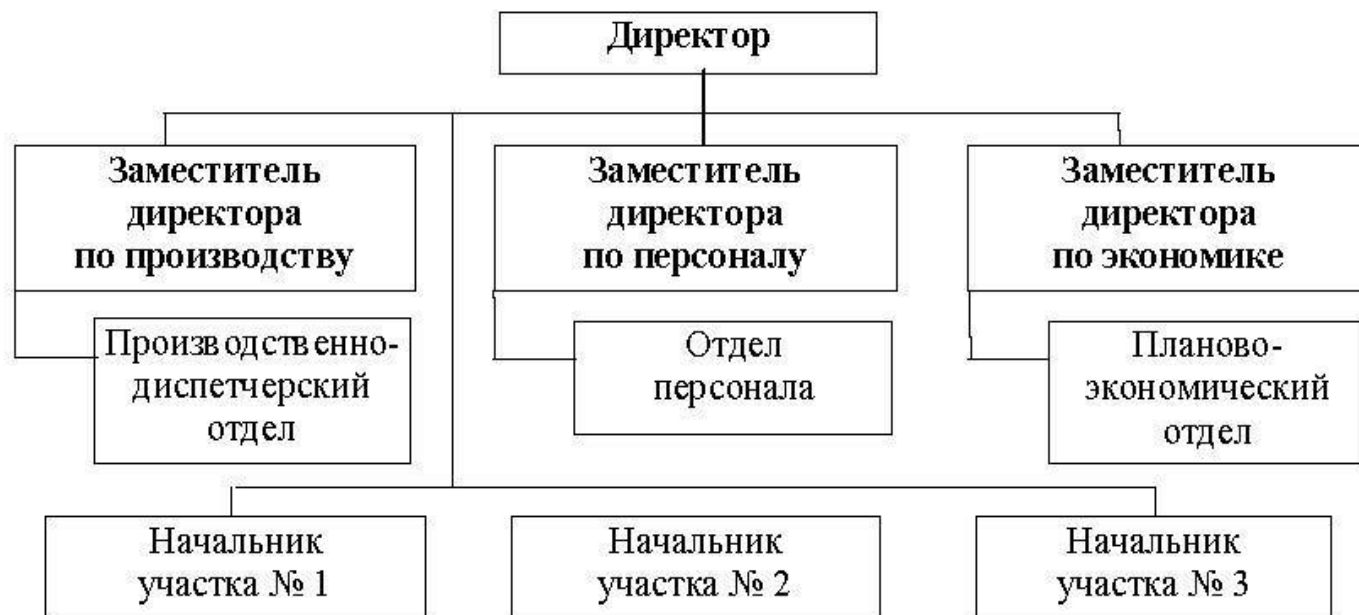 Директор
Заместитель
директора
по производству
Заместитель
директора
по персоналу
Заместитель
директора
по экономике
Производственно-
диспетчерский
отдел
Отдел
персонала
Планово-
экономический
отдел
Начальник
участка № 1
Начальник
участка № 2
Начальник
участка № 3